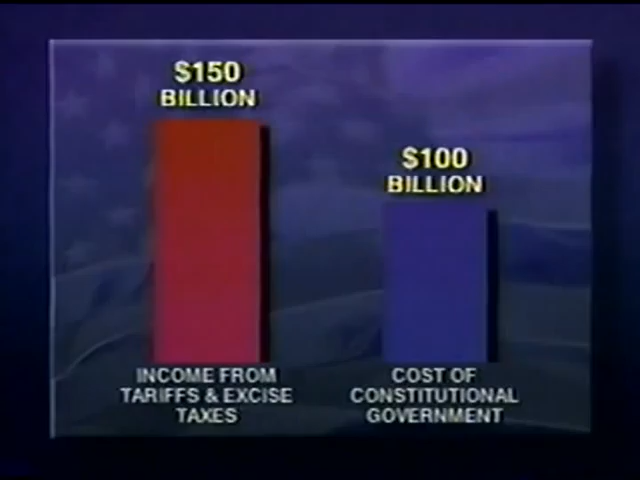 $150
BILLION
$100
BILLION
INCOME FROM
TARIFFS & EXCISE
TAXES
COST OF
CONSTITUTIONAL
GOVERNMENT